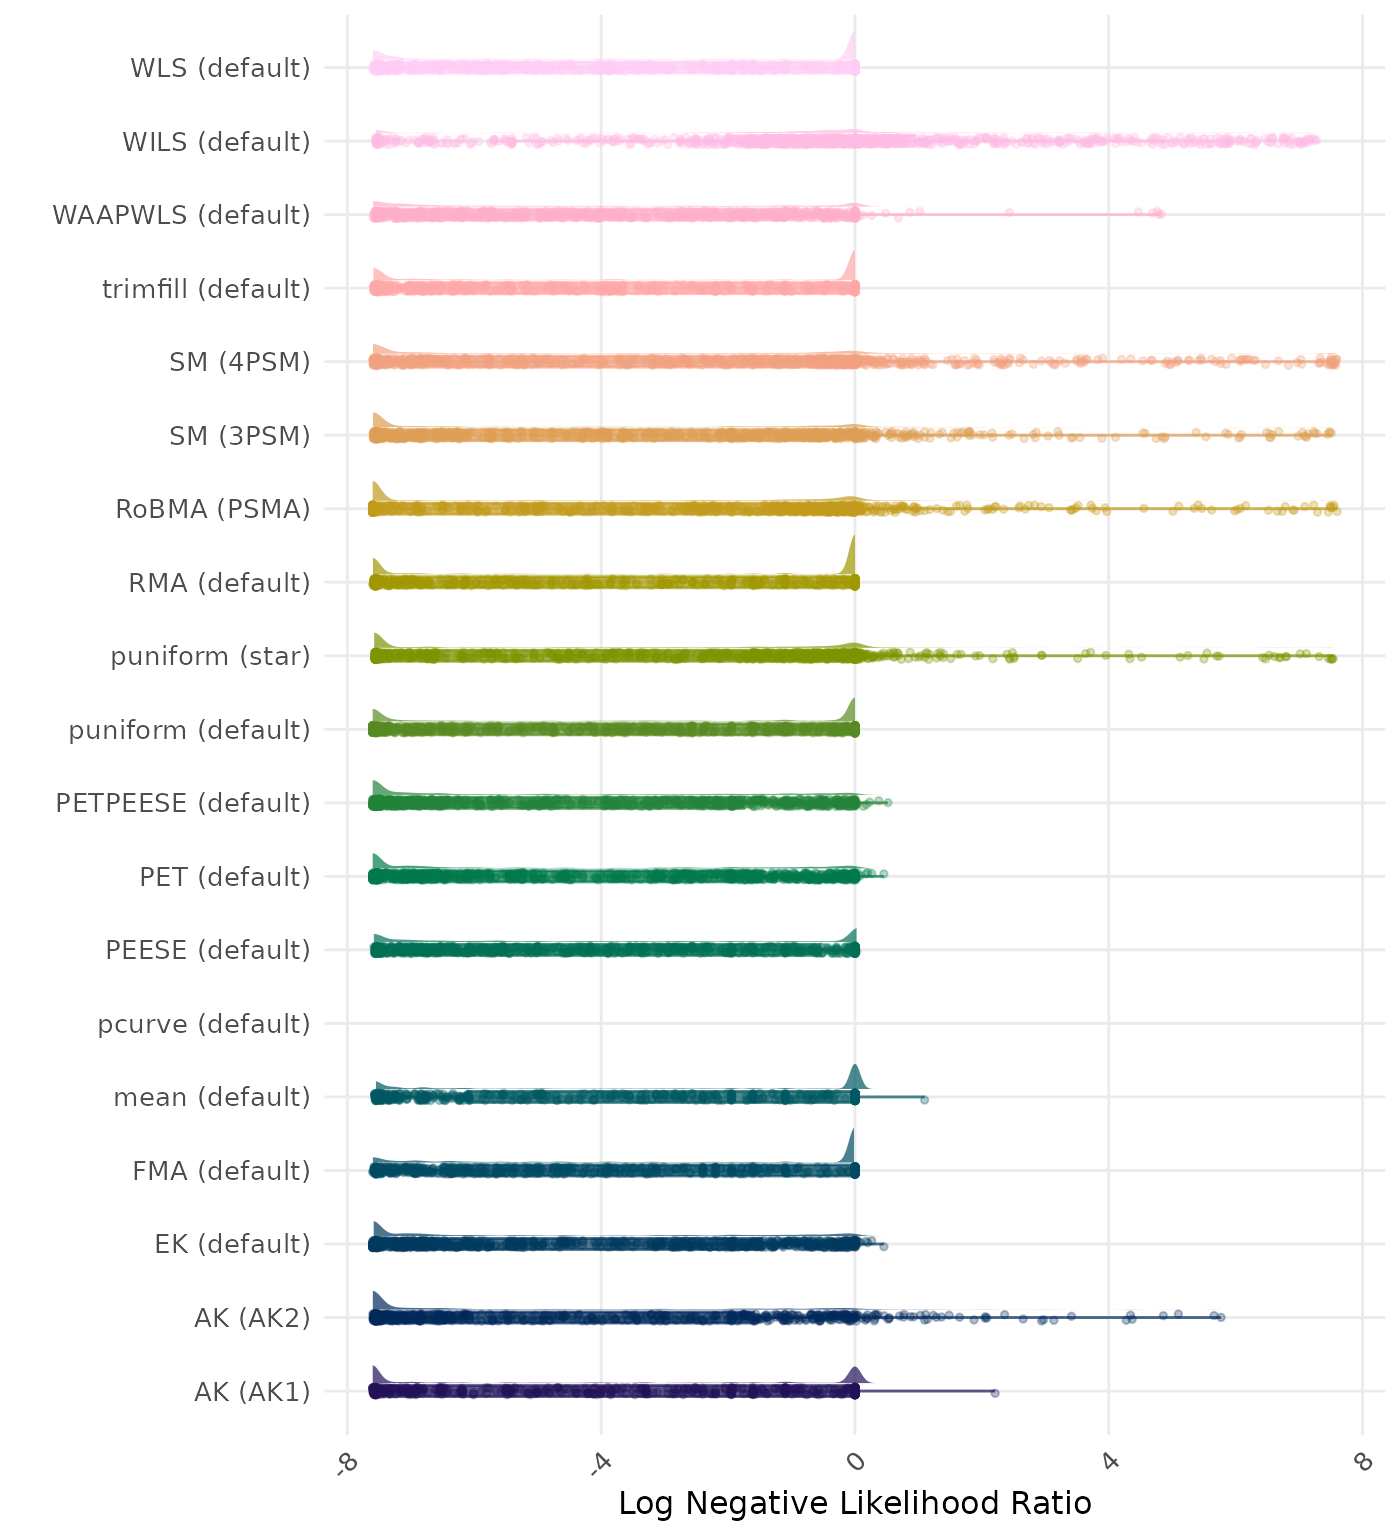 WLS (default)
WILS (default)
WAAPWLS (default)
trimfill (default)
SM (4PSM)
SM (3PSM)
RoBMA (PSMA)
RMA (default)
puniform (star)
puniform (default)
PETPEESE (default)
PET (default)
PEESE (default)
pcurve (default)
mean (default)
FMA (default)
EK (default)
AK (AK2)
AK (AK1)
-8 -4 0 4 8
Log Negative Likelihood Ratio